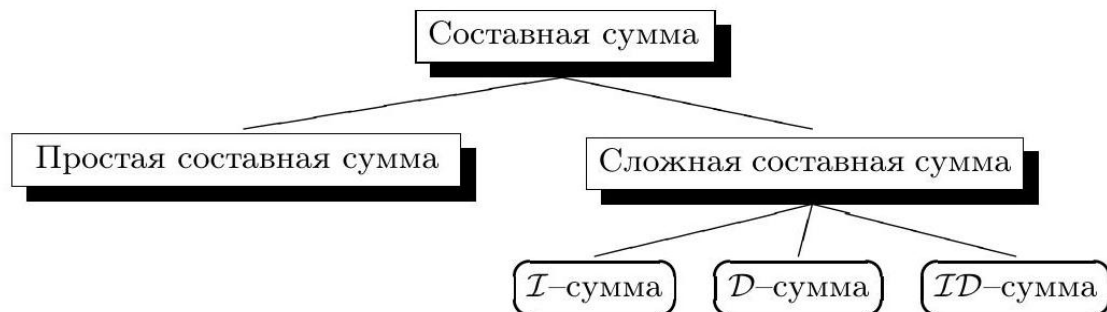 Составная сумма
Простая составная сумма
Сложная составная сумма
ℐ–сумма
𝒟–сумма
ℐ𝒟–сумма